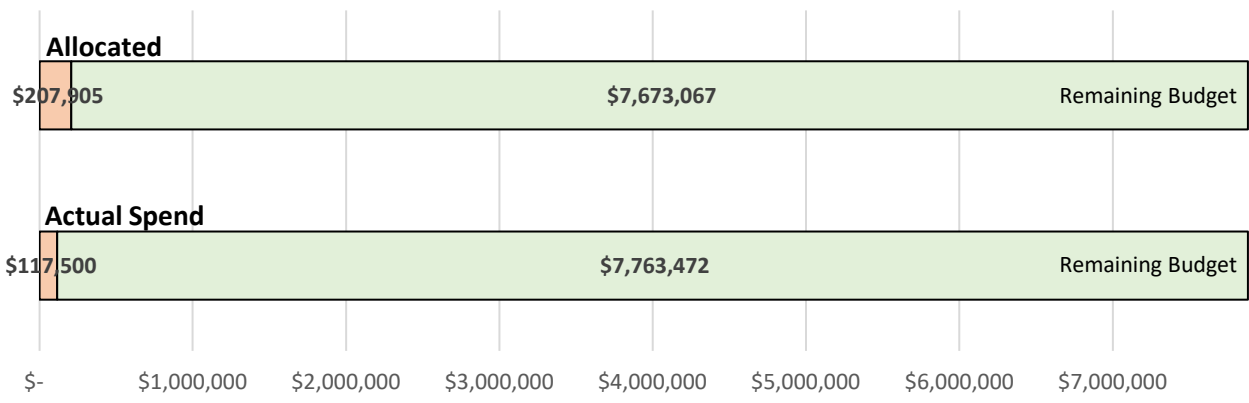 Allocated
$207,905 $7,673,067 Remaining Budget
Actual Spend
$117,500 $7,763,472 Remaining Budget
$- $1,000,000 $2,000,000 $3,000,000 $4,000,000 $5,000,000 $6,000,000 $7,000,000